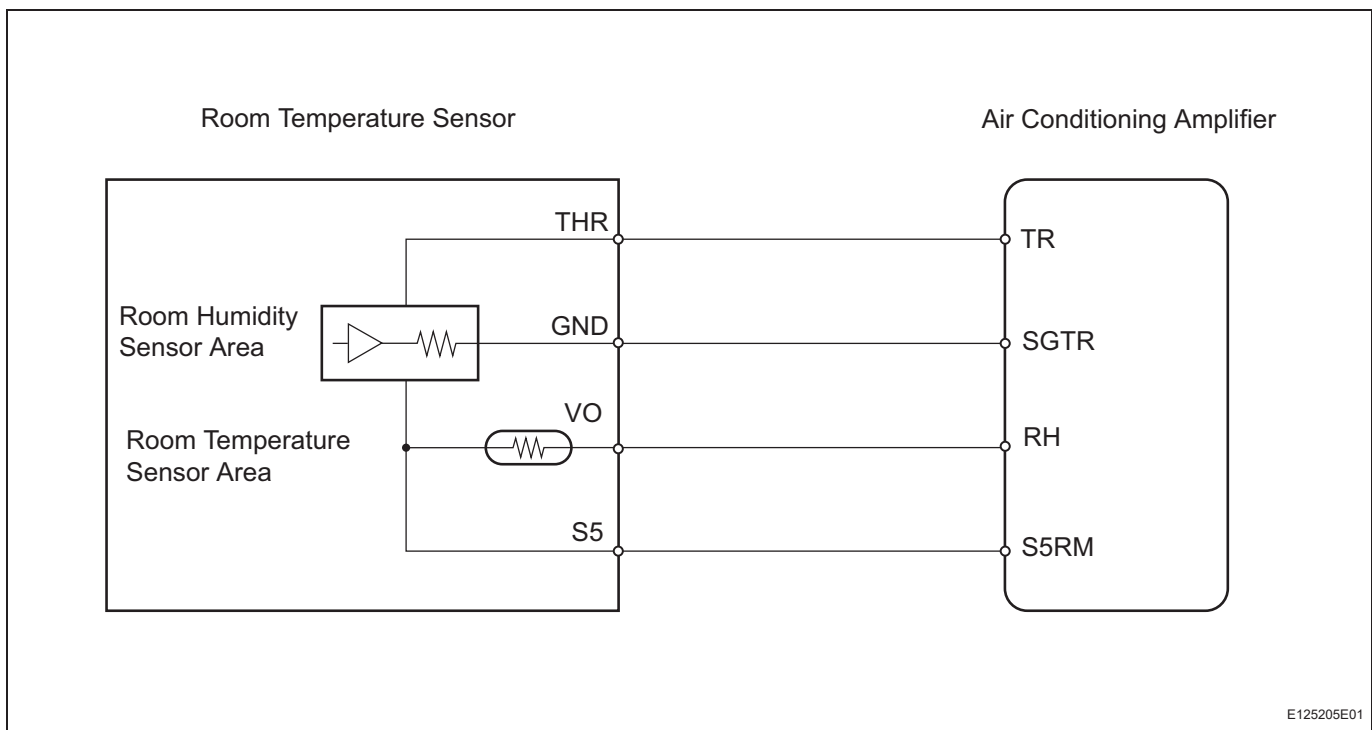 Room Temperature Sensor
Air Conditioning Amplifier
THR
TR
Room Humidity
Sensor Area
GND
SGTR
VO
RH
Room Temperature
Sensor Area
S5
S5RM
E125205E01